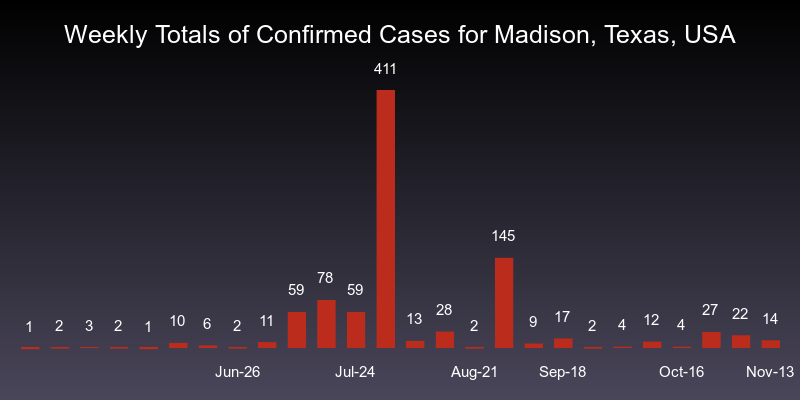 Weekly Totals of Confirmed Cases for Madison, Texas, USA
411
145
59 78 59
1 2 3 2 1 10 6 2 11 13 28 2 9 17 2 4 12 4 27 22 14
Jun-26 Jul-24 Aug-21 Sep-18 Oct-16 Nov-13